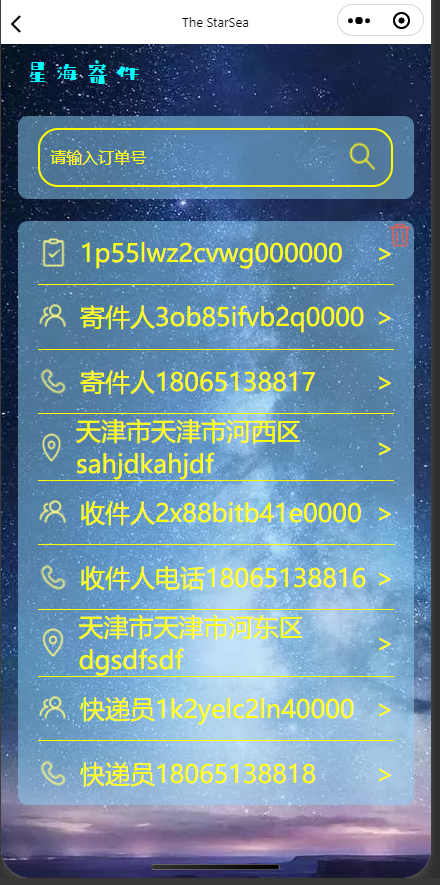 The StarSea
星海寄件
请输入订单号
1p55lwz2cvwg000000 >
寄件人3ob85ifvb2q0000 >
寄件人18065138817 >
天津市天津市河西区
sahjdkahjdf >
收件人2x88bitb41e0000 >
收件人电话18065138816 >
天津市天津市河东区
dgsdfsdf >
快递员1k2yelc2ln40000 >
快递员18065138818 >